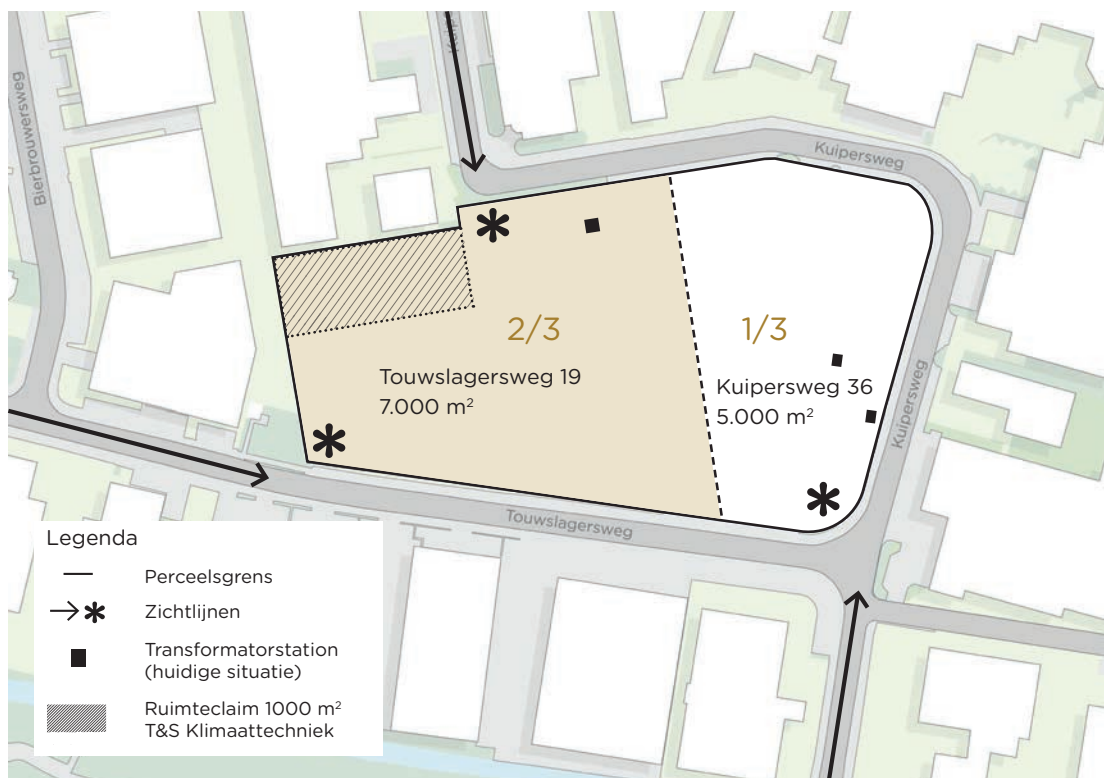 Bierbrouwersweg
Kuipersweg
2/3
1/3
Touwslagersweg 19
7.000 m²
Kuipersweg 36
5.000 m²
Kuipersweg
Touwslagersweg
Legenda
Perceelsgrens
Zichtlijnen
Transformatorstation
(huidige situatie)
Ruimteclaim 1000 m²
T&S Klimaattechniek